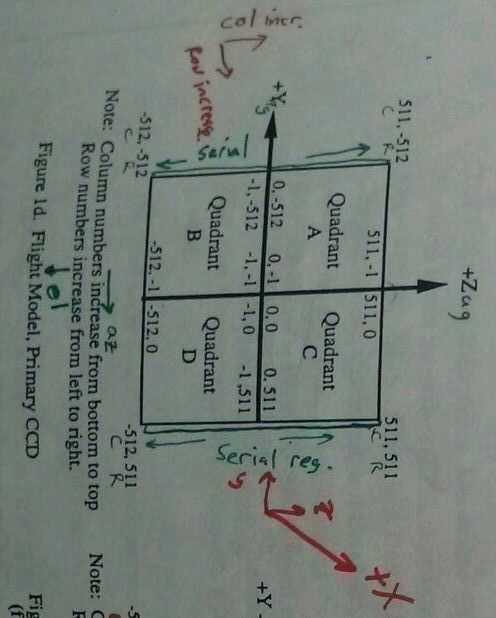 col incr.
Row increase
+Zag
+Yg
511, -512
C R
511, 511
C R
511, -1 511, 0
Quadrant
A
Quadrant
C
Serial
0, -512 0, -1 0, 0 0, 511
-1, -512 -1, -1 -1, 0 -1, 511
Serial reg.
Quadrant
B
Quadrant
D
-512, -1 -512, 0
-512, -512
C R
-512, 511
C R
y
z
+X
az
el
Note: Column numbers increase from bottom to top
Row numbers increase from left to right.
Figure 1d. Flight Model, Primary CCD
+Y
Note:
Fig